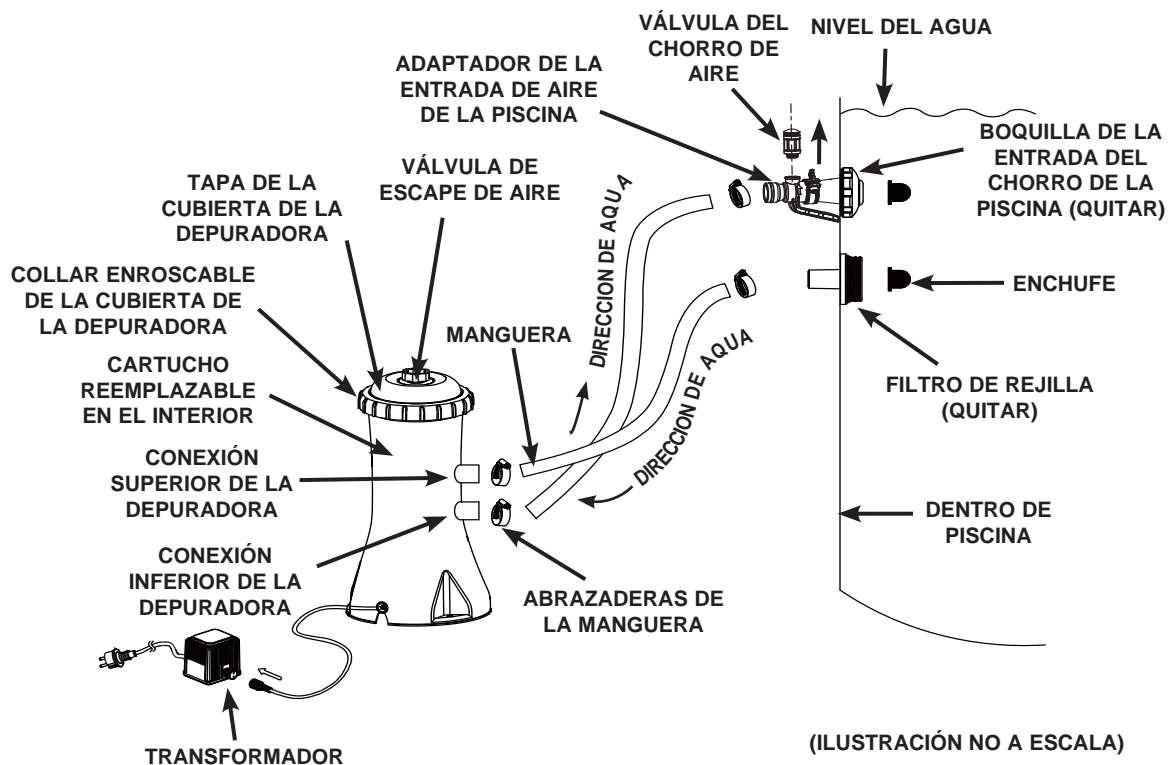 VÁLVULA DEL
CHORRO DE
AIRE
NIVEL DEL AGUA
ADAPTADOR DE LA
ENTRADA DE AIRE
DE LA PISCINA
BOQUILLA DE LA
ENTRADA DEL
CHORRO DE LA
PISCINA (QUITAR)
VÁLVULA DE
ESCAPE DE AIRE
TAPA DE LA
CUBIERTA DE LA
DEPURADORA
COLLAR ENROSCABLE
DE LA CUBIERTA DE
LA DEPURADORA
DIRECCION DE AQUA
ENCHUFE
MANGUERA
DIRECCION DE AQUA
CARTUCHO
REEMPLAZABLE
EN EL INTERIOR
FILTRO DE REJILLA
(QUITAR)
CONEXIÓN
SUPERIOR DE LA
DEPURADORA
DENTRO DE
PISCINA
CONEXIÓN
INFERIOR DE LA
DEPURADORA
ABRAZADERAS DE
LA MANGUERA
TRANSFORMADOR
(ILUSTRACIÓN NO A ESCALA)